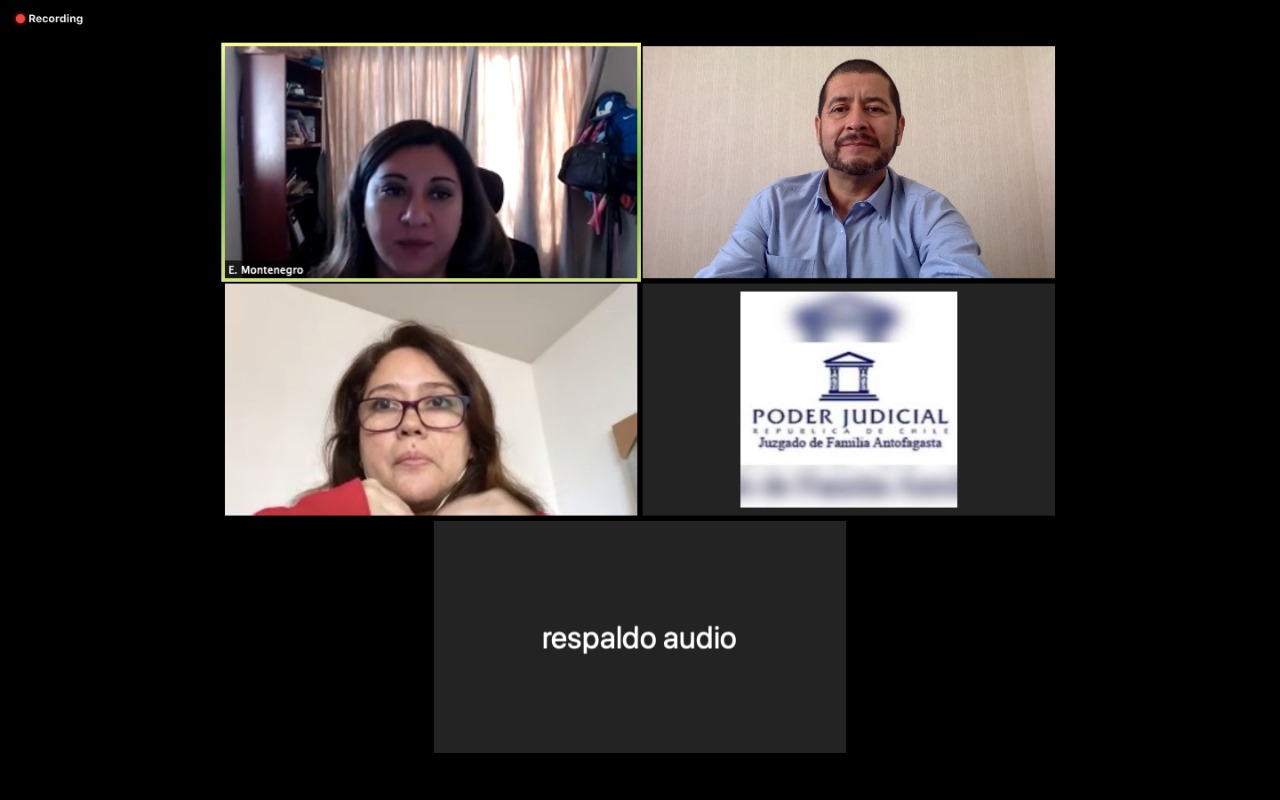 Recording
E. Montenegro
PODER JUDICIAL
REPUBLICA DE CHILE
Juzgado de Familia Antofagasta
respaldo audio